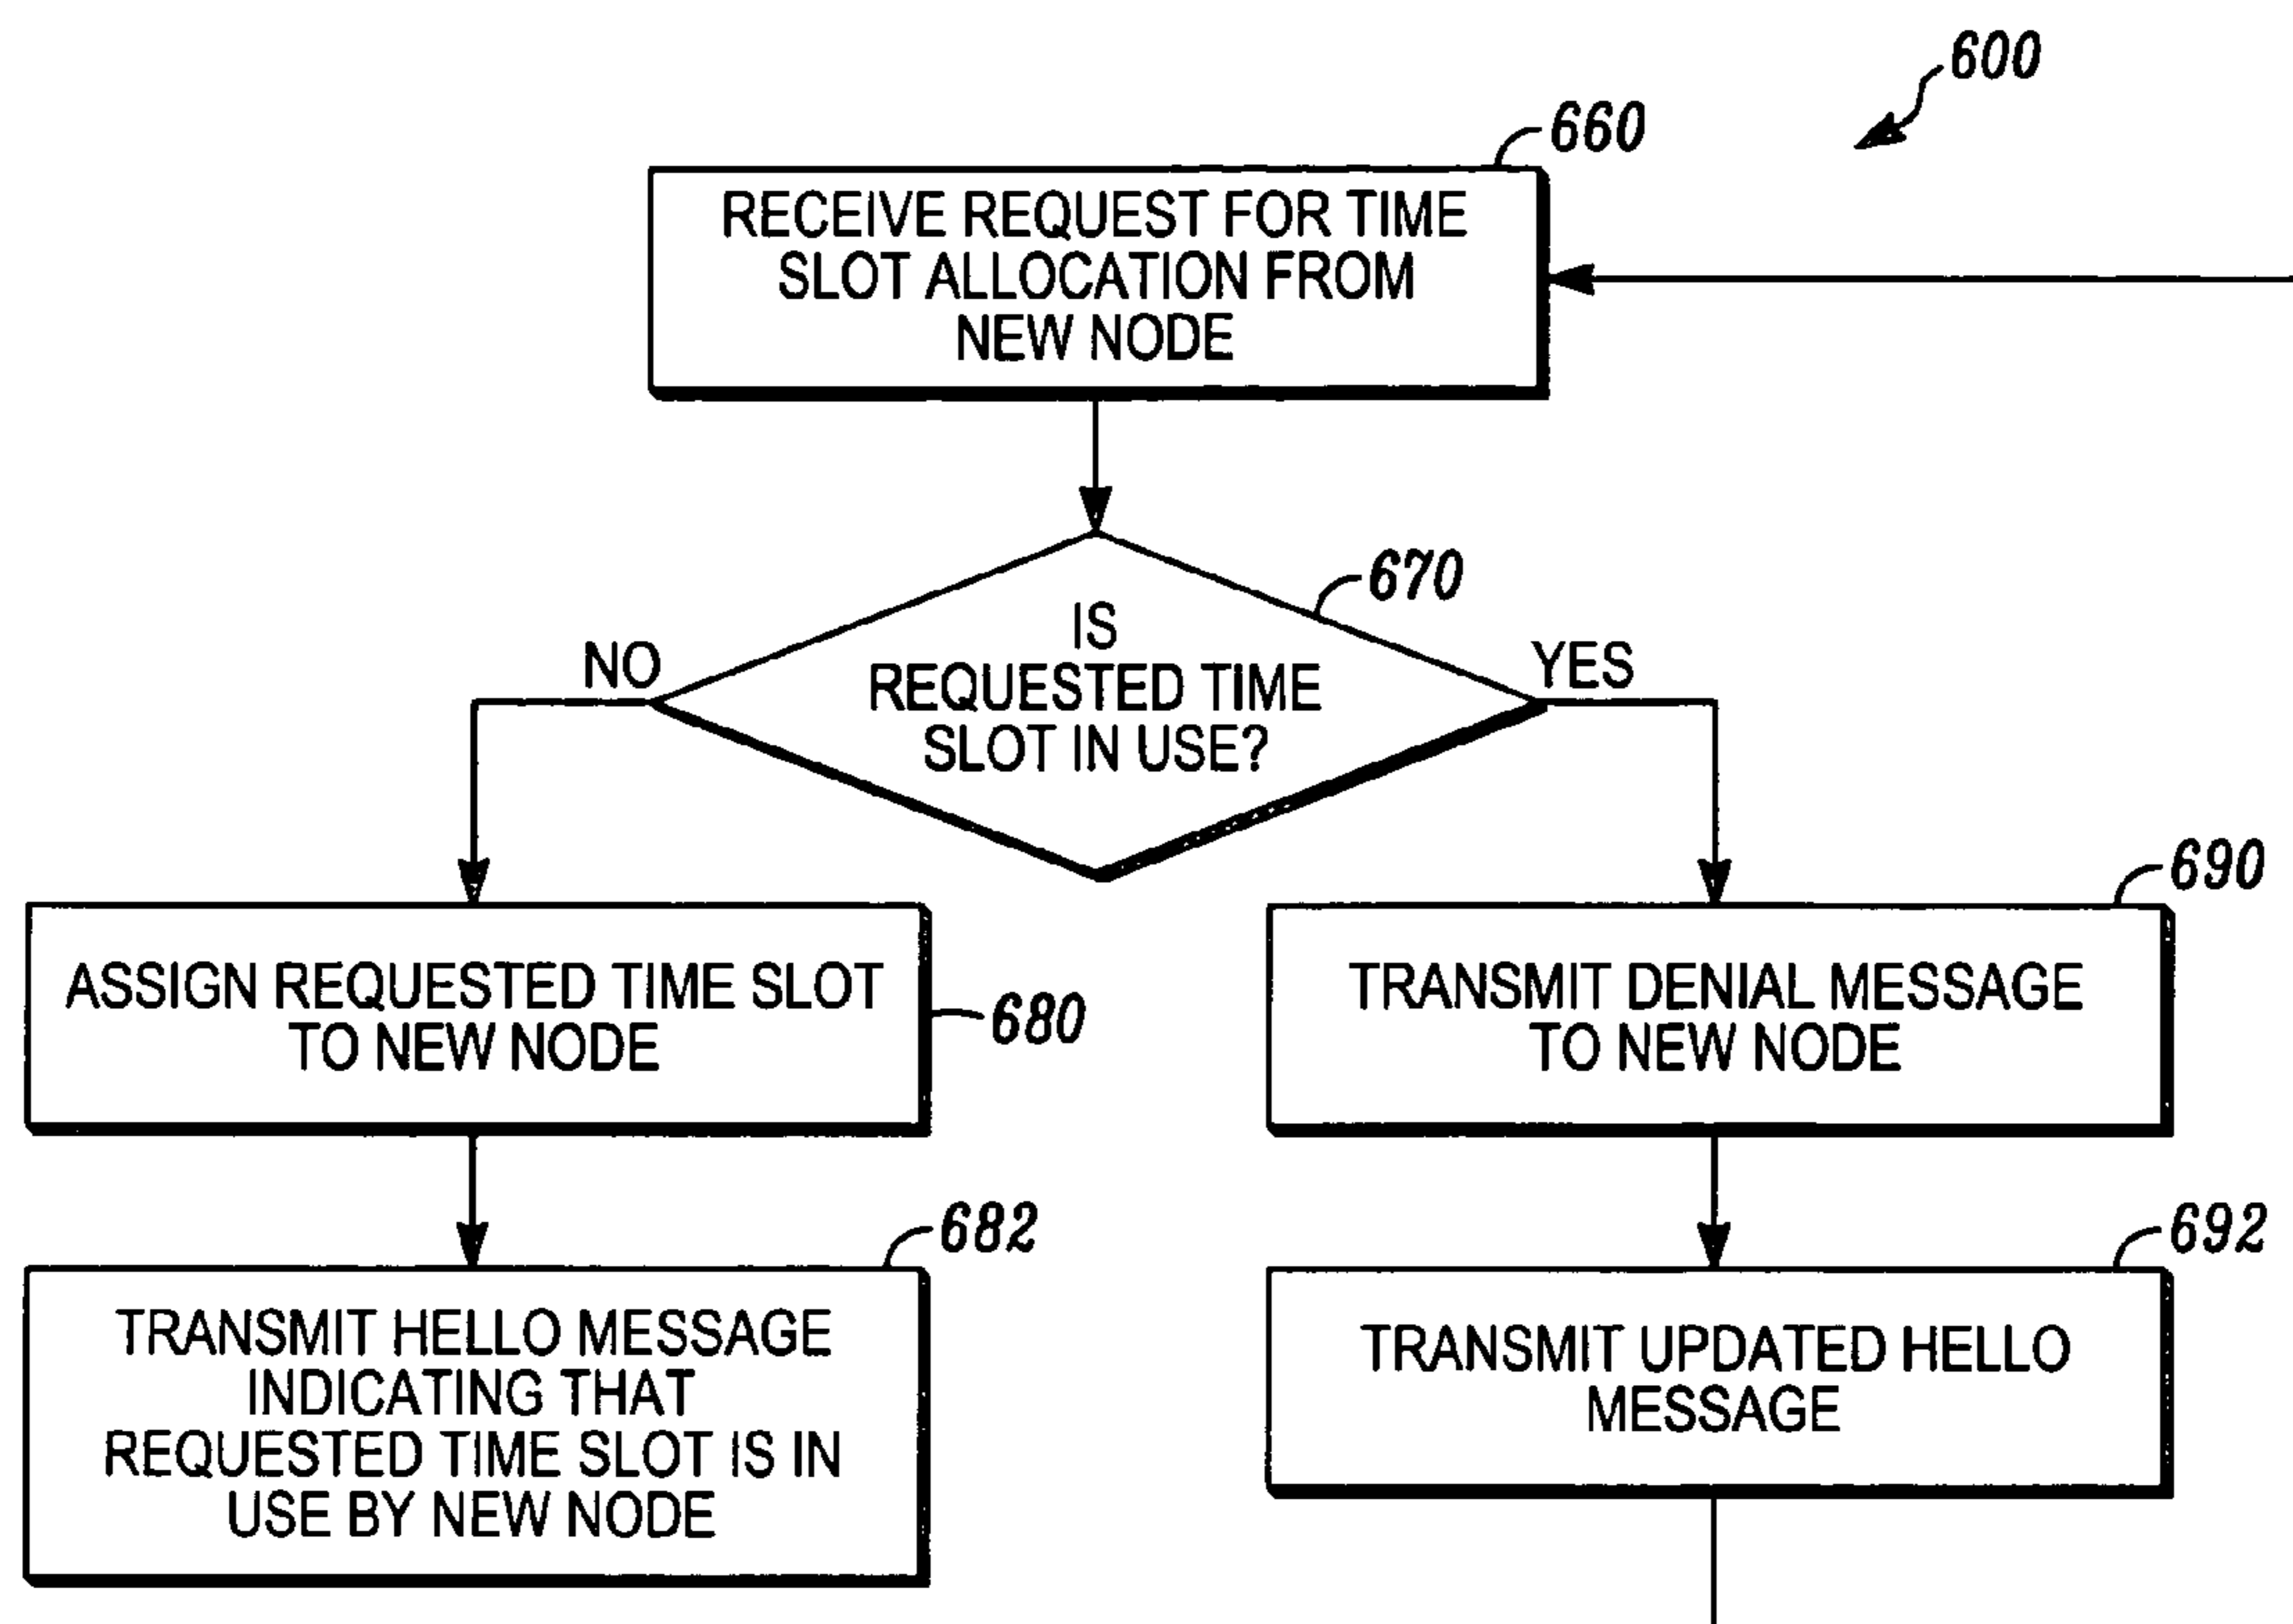 600
660
RECEIVE REQUEST FOR TIME
SLOT ALLOCATION FROM
NEW NODE
670
IS
REQUESTED TIME
SLOT IN USE?
NO
YES
ASSIGN REQUESTED TIME SLOT
TO NEW NODE
680
690
TRANSMIT DENIAL MESSAGE
TO NEW NODE
682
TRANSMIT HELLO MESSAGE
INDICATING THAT
REQUESTED TIME SLOT IS IN
USE BY NEW NODE
692
TRANSMIT UPDATED HELLO
MESSAGE